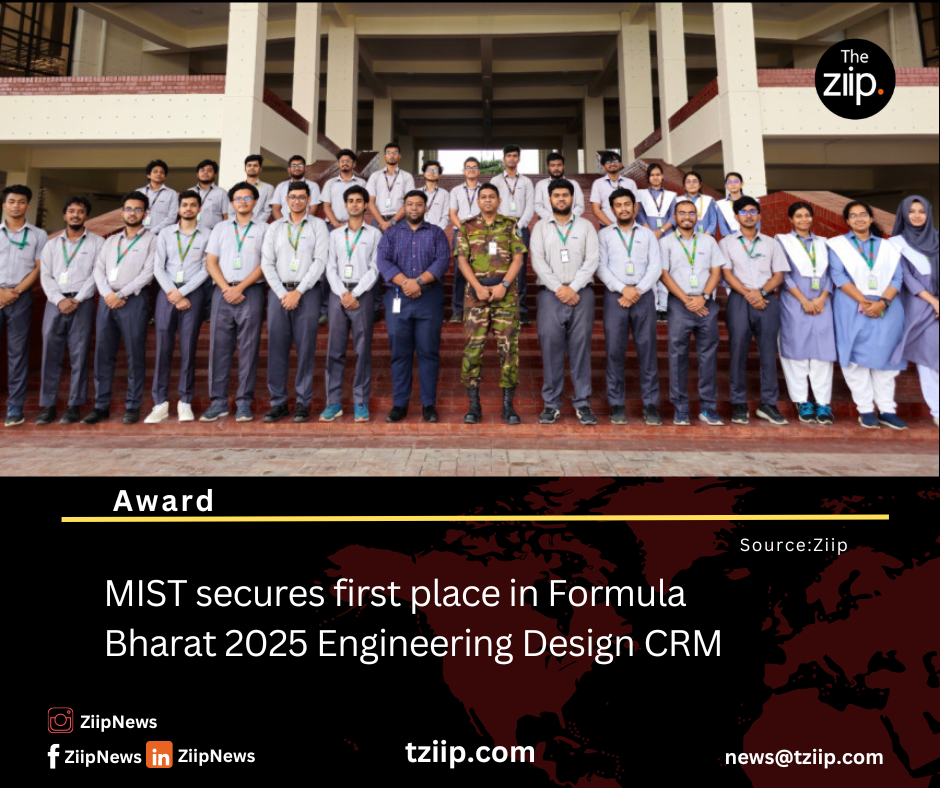 The
ziip.
Award
Source:Ziip
MIST secures first place in Formula
Bharat 2025 Engineering Design CRM
ZiipNews
ZiipNews
ZiipNews
tziip.com
news@tziip.com